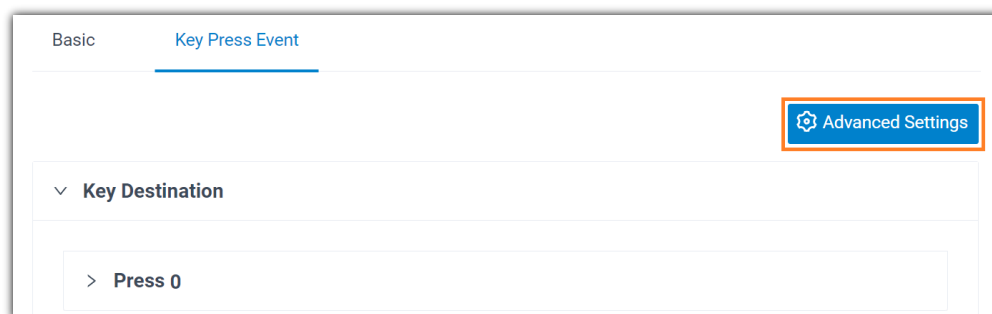 Basic Key Press Event
Advanced Settings
Key Destination
Press 0